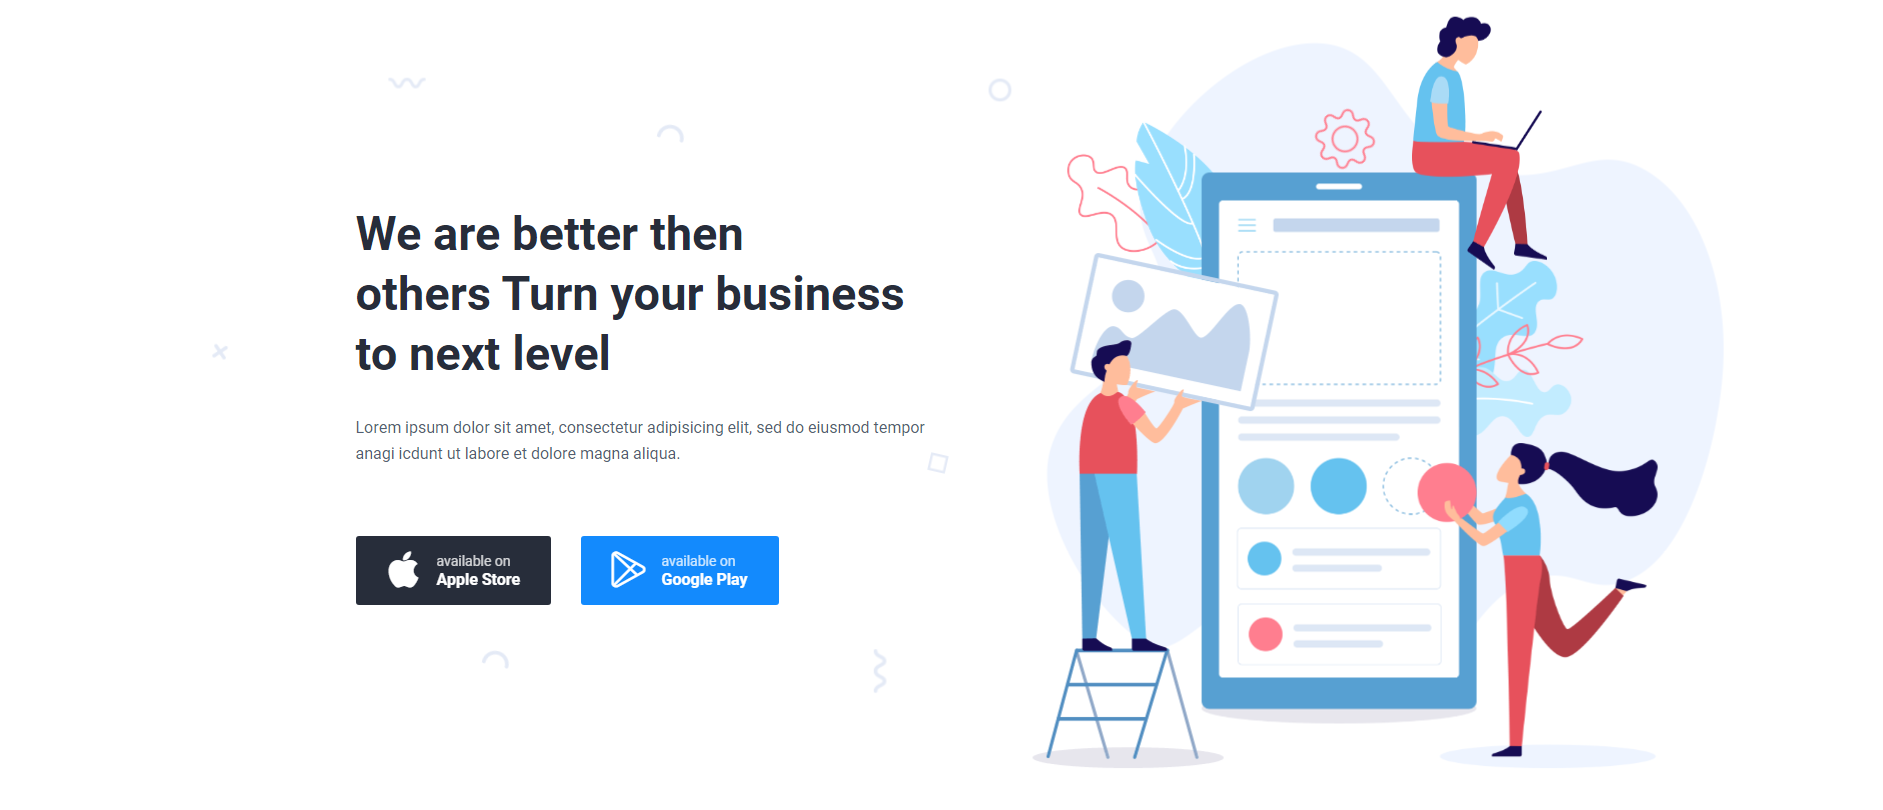 We are better then
others Turn your business
to next level
Lorem ipsum dolor sit amet, consectetur adipisicing elit, sed do eiusmod tempor
anagi icdunt ut labore et dolore magna aliqua.
available on
Apple Store
available on
Google Play